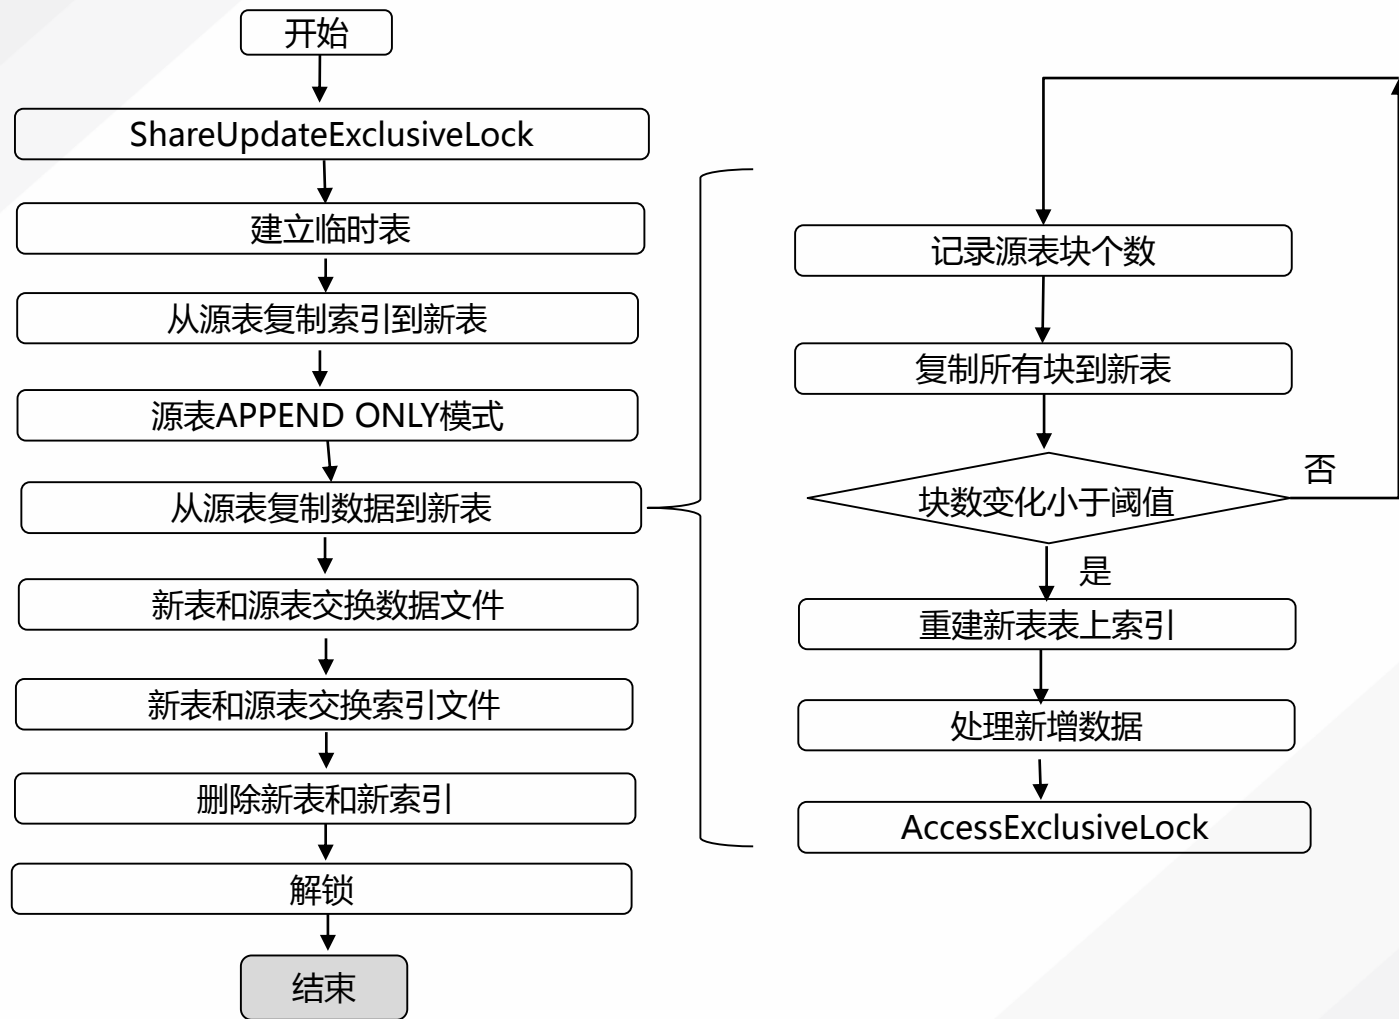 开始
ShareUpdateExclusiveLock
建立临时表
从源表复制索引到新表
源表APPEND ONLY模式
从源表复制数据到新表
新表和源表交换数据文件
新表和源表交换索引文件
删除新表和新索引
解锁
结束
记录源表块个数
复制所有块到新表
块数变化小于阈值
否
是
重建新表表上索引
处理新增数据
AccessExclusiveLock